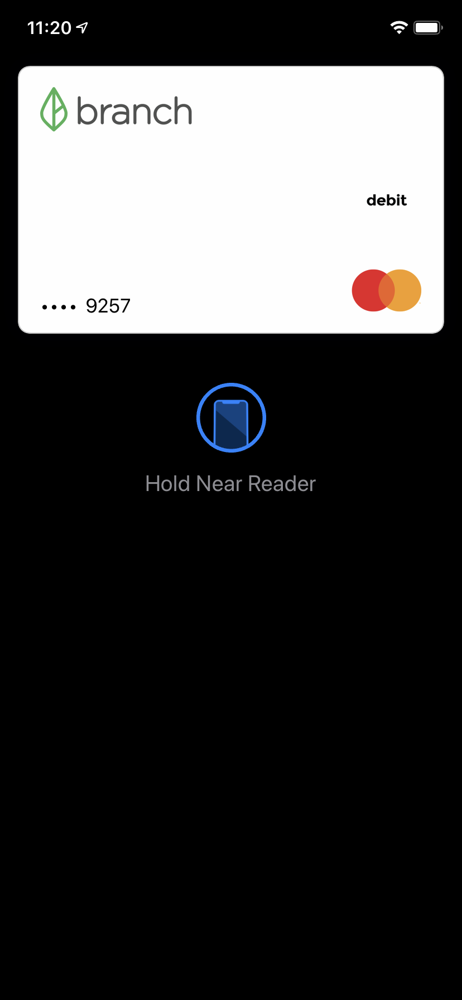 11:20
branch
debit
•••• 9257
Hold Near Reader